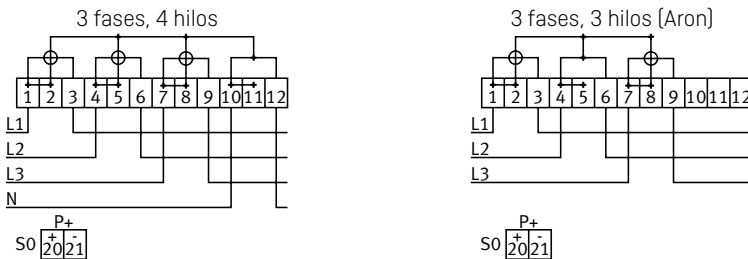 3 fases, 4 hilos
1 2 3 4 5 6 7 8 9 10 11 12
L1
L2
L3
N
P+
S0 + -
20 21
3 fases, 3 hilos (Aron)
1 2 3 4 5 6 7 8 9 10 11 12
L1
L2
L3
P+
S0 + -
20 21